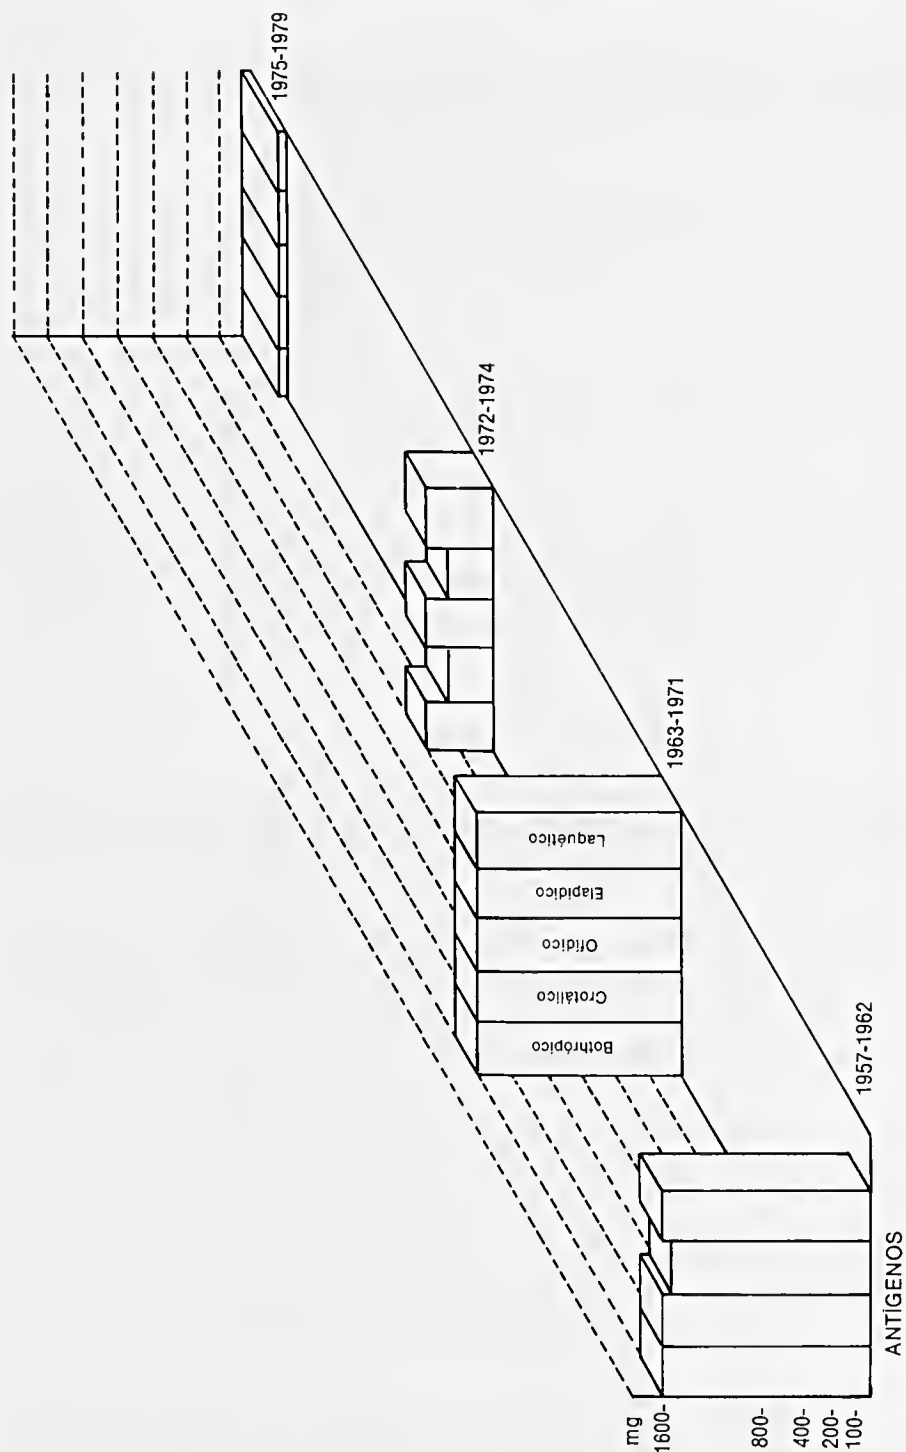 1975-1979
1972-1974
1963-1971
Laquético
Elapídico
Ofídico
Crotálico
Bothrópico
1957-1962
mg
1600-
800-
400-
200-
100-
ANTÍGENOS